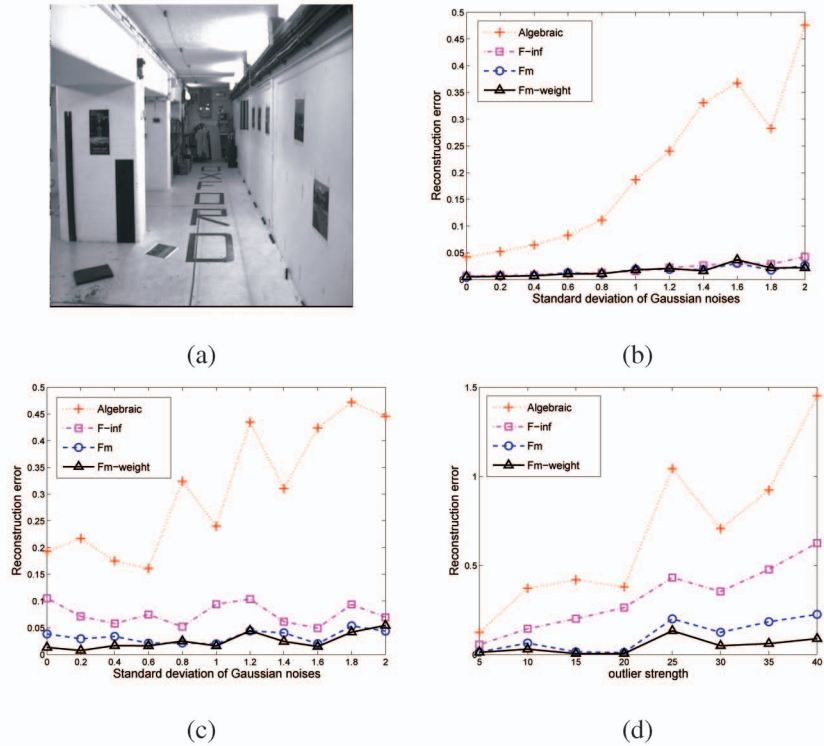 (a)
0.5
0.45
0.4
0.35
0.3
0.25
0.2
0.15
0.1
0.05
0
Reconstruction error
Algebraic
F-inf
Fm
Fm-weight
0 0.2 0.4 0.6 0.8 1 1.2 1.4 1.6 1.8 2
Standard deviation of Gaussian noises
(b)
0.5
0.45
0.4
0.35
0.3
0.25
0.2
0.15
0.1
0.05
0
Reconstruction error
Algebraic
F-inf
Fm
Fm-weight
0 0.2 0.4 0.6 0.8 1 1.2 1.4 1.6 1.8 2
Standard deviation of Gaussian noises
(c)
1.5
1
0.5
0
Reconstruction error
Algebraic
F-inf
Fm
Fm-weight
5 10 15 20 25 30 35 40
outlier strength
(d)